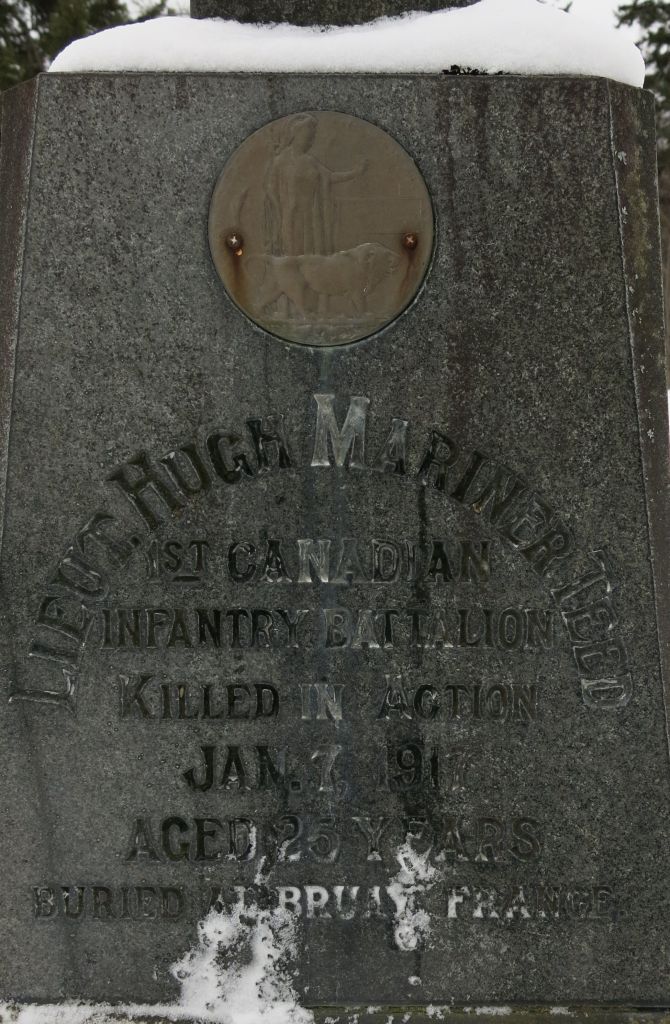 LIEUT. HUGH MARINER TEED
1ST CANADIAN
INFANTRY BATTALION
KILLED IN ACTION
JAN. 7, 1917
AGED 25 YEARS
BURIED AT BRUAY, FRANCE.